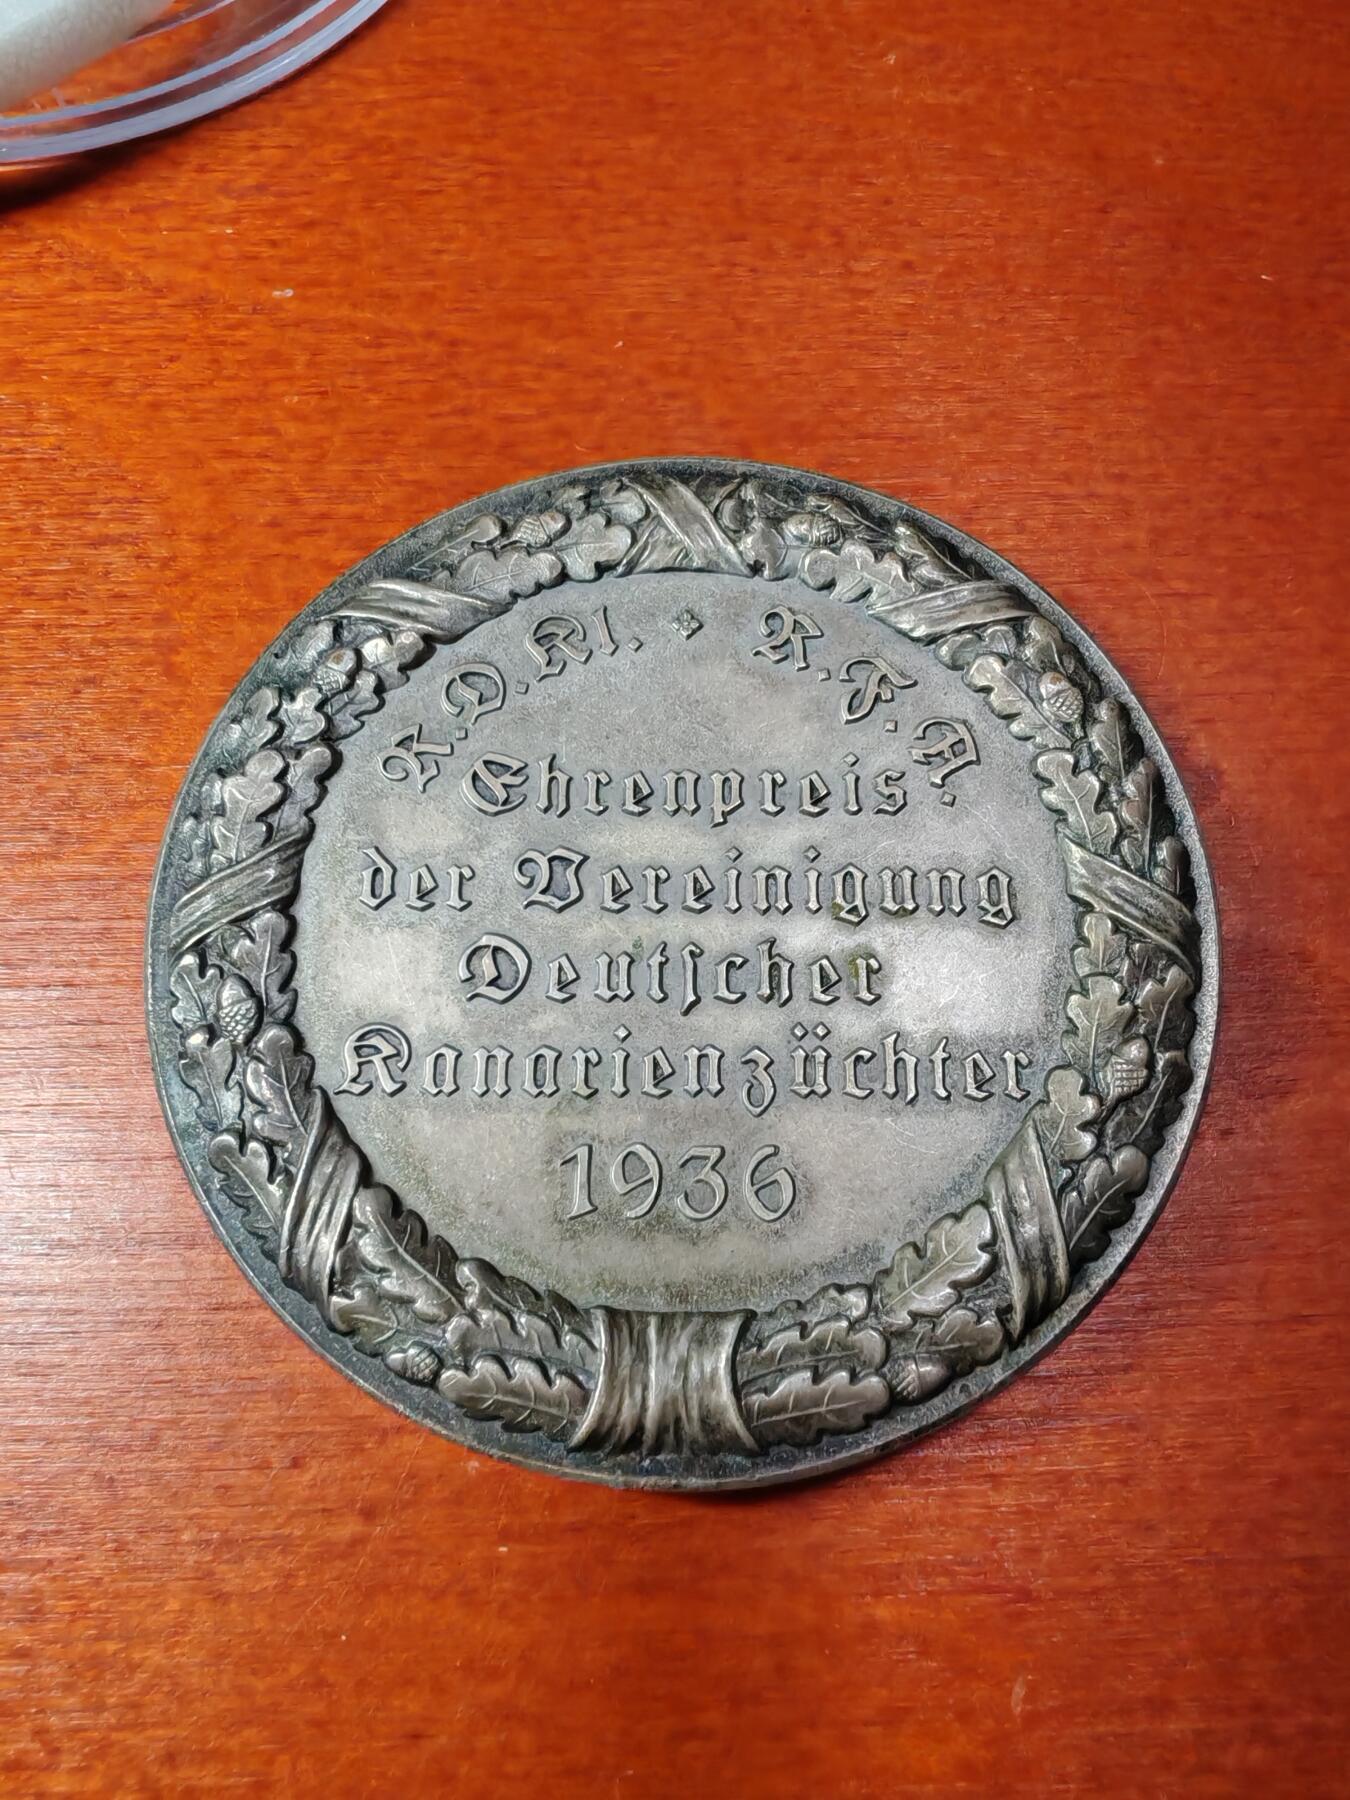 R.D.Kl. ✦ R.F.A.
Ehrenpreis
der Vereinigung
Deutſcher
Kanarienzüchter
1936